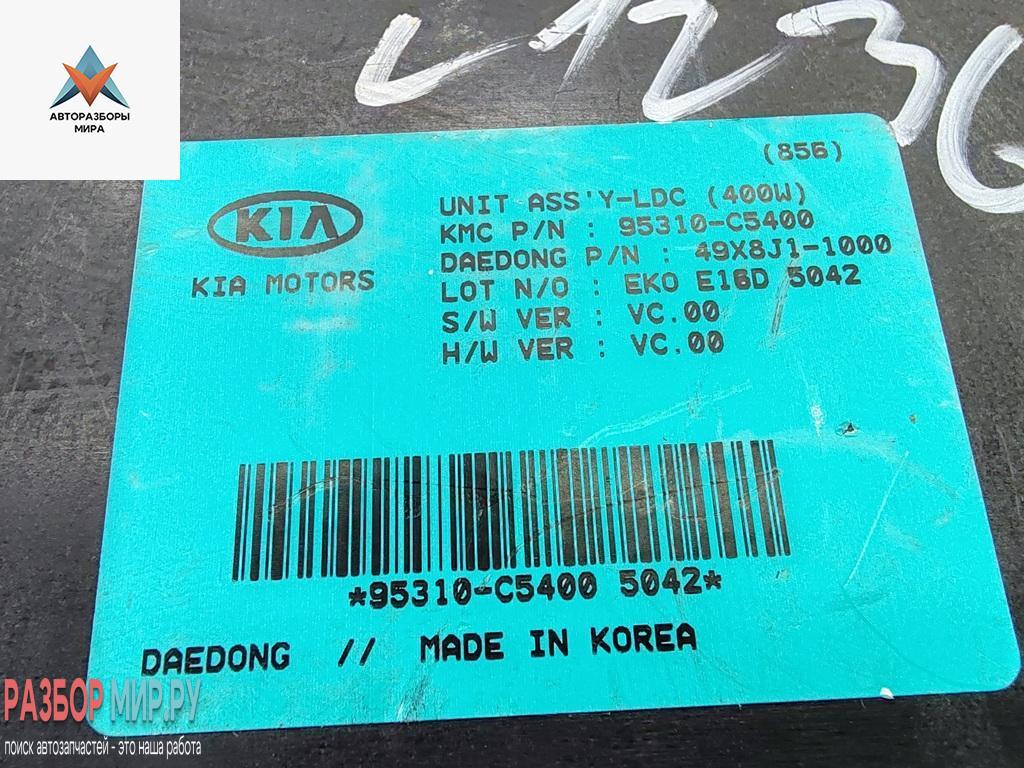 АВТОРАЗБОРЫ
МИРА
(856)
KIA
KIA MOTORS
UNIT ASS'Y-LDC (400W)
KMC P/N : 95310-C5400
DAEDONG P/N : 49X8J1-1000
LOT N/O : EKO E16D 5042
S/W VER : VC.00
H/W VER : VC.00
*95310-C5400 5042*
DAEDONG // MADE IN KOREA
РАЗБОР МИР.РУ
поиск автозапчастей - это наша работа